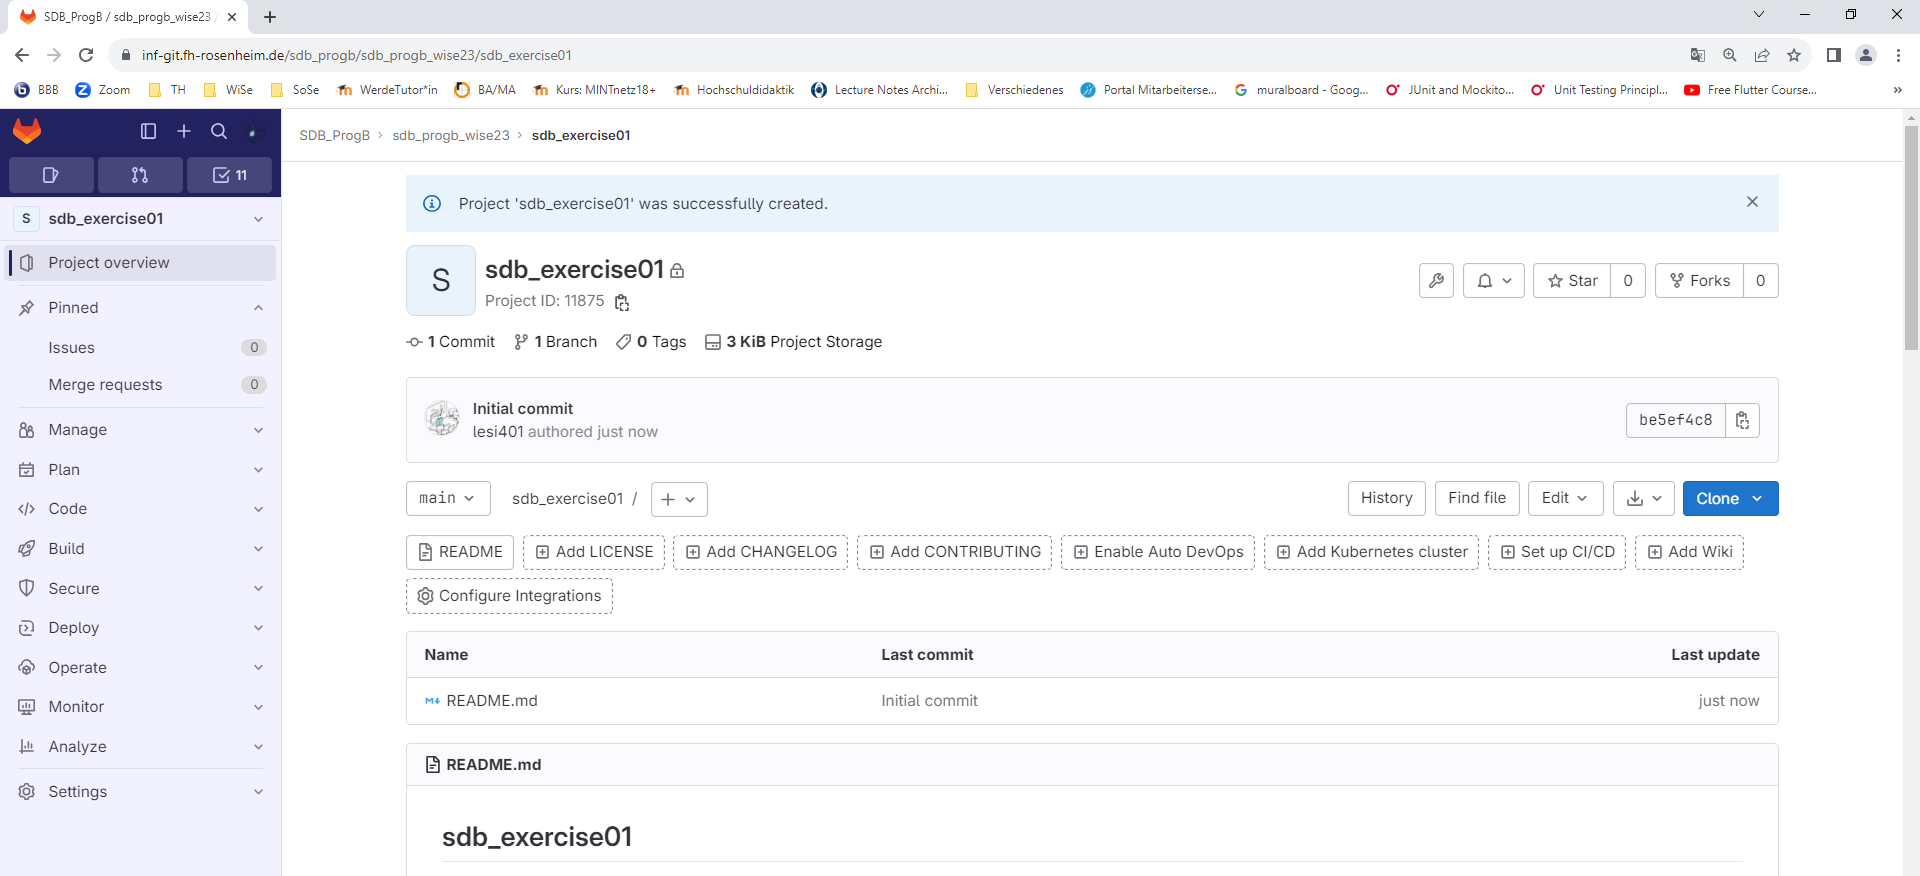 SDB_ProgB / sdb_progb_wise23 /
inf-git.fh-rosenheim.de/sdb_progb/sdb_progb_wise23/sdb_exercise01
BBB Zoom TH WiSe SoSe WerdeTutor*in BA/MA Kurs: MINTnetz18+ Hochschuldidaktik Lecture Notes Archi... Verschiedenes Portal Mitarbeiterse... muralboard - Goog... JUnit and Mockito... Unit Testing Principl... Free Flutter Course... »
SDB_ProgB > sdb_progb_wise23 > sdb_exercise01
11
S sdb_exercise01
Project overview
Pinned
Issues 0
Merge requests 0
Manage
Plan
Code
Build
Secure
Deploy
Operate
Monitor
Analyze
Settings
Project 'sdb_exercise01' was successfully created.
S
sdb_exercise01
Project ID: 11875
Star 0 Forks 0
1 Commit 1 Branch 0 Tags 3 KiB Project Storage
Initial commit
lesi401 authored just now
be5ef4c8
main sdb_exercise01 / + History Find file Edit Clone
README Add LICENSE Add CHANGELOG Add CONTRIBUTING Enable Auto DevOps Add Kubernetes cluster Set up CI/CD Add Wiki
Configure Integrations
Name Last commit Last update
README.md Initial commit just now
README.md
sdb_exercise01